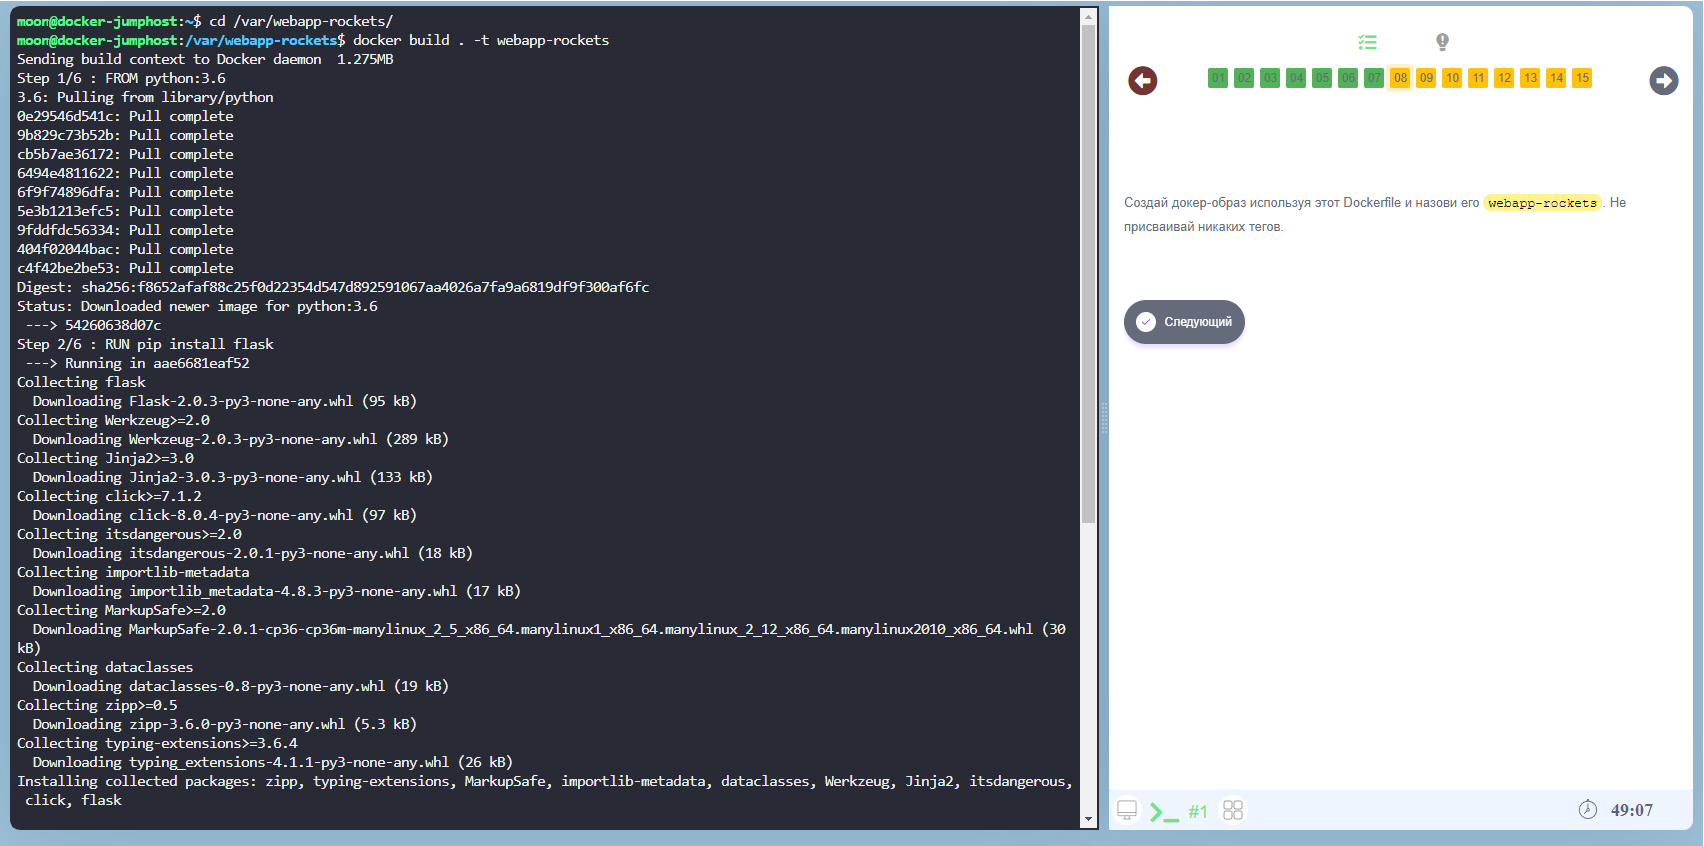 moon@docker-jumphost:~$ cd /var/webapp-rockets/
moon@docker-jumphost:/var/webapp-rockets$ docker build . -t webapp-rockets
Sending build context to Docker daemon  1.275MB
Step 1/6 : FROM python:3.6
3.6: Pulling from library/python
0e29546d541c: Pull complete
9b829c73b52b: Pull complete
cb5b7ae36172: Pull complete
6494e4811622: Pull complete
6f9f74896dfa: Pull complete
5e3b1213efc5: Pull complete
9fddfdc56334: Pull complete
404f02044bac: Pull complete
c4f42be2be53: Pull complete
Digest: sha256:f8652afaf88c25f0d22354d547d892591067aa4026a7fa9a6819df9f300af6fc
Status: Downloaded newer image for python:3.6
 ---> 54260638d07c
Step 2/6 : RUN pip install flask
 ---> Running in aae6681eaf52
Collecting flask
  Downloading Flask-2.0.3-py3-none-any.whl (95 kB)
Collecting Werkzeug>=2.0
  Downloading Werkzeug-2.0.3-py3-none-any.whl (289 kB)
Collecting Jinja2>=3.0
  Downloading Jinja2-3.0.3-py3-none-any.whl (133 kB)
Collecting click>=7.1.2
  Downloading click-8.0.4-py3-none-any.whl (97 kB)
Collecting itsdangerous>=2.0
  Downloading itsdangerous-2.0.1-py3-none-any.whl (18 kB)
Collecting importlib-metadata
  Downloading importlib_metadata-4.8.3-py3-none-any.whl (17 kB)
Collecting MarkupSafe>=2.0
  Downloading MarkupSafe-2.0.1-cp36-cp36m-manylinux_2_5_x86_64.manylinux1_x86_64.manylinux_2_12_x86_64.manylinux2010_x86_64.whl (30
kB)
Collecting dataclasses
  Downloading dataclasses-0.8-py3-none-any.whl (19 kB)
Collecting zipp>=0.5
  Downloading zipp-3.6.0-py3-none-any.whl (5.3 kB)
Collecting typing-extensions>=3.6.4
  Downloading typing_extensions-4.1.1-py3-none-any.whl (26 kB)
Installing collected packages: zipp, typing-extensions, MarkupSafe, importlib-metadata, dataclasses, Werkzeug, Jinja2, itsdangerous,
 click, flask
01 02 03 04 05 06 07 08 09 10 11 12 13 14 15
Создай докер-образ используя этот Dockerfile и назови его webapp-rockets. Не
присваивай никаких тегов.
Следующий
#1
49:07